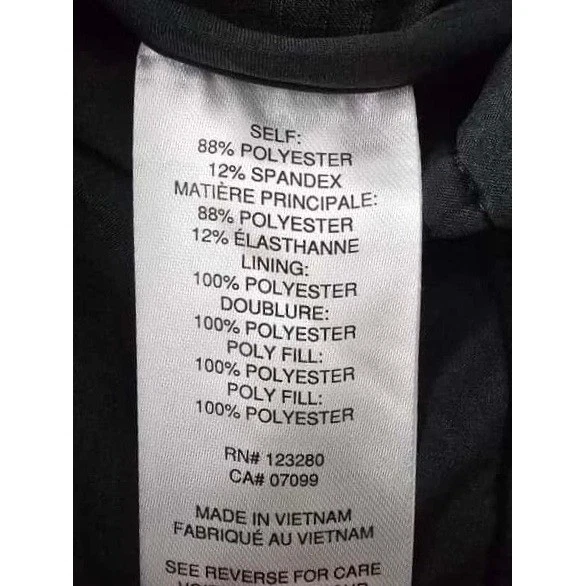 SELF:
88% POLYESTER
12% SPANDEX
MATIÈRE PRINCIPALE:
88% POLYESTER
12% ÉLASTHANNE
LINING:
100% POLYESTER
DOUBLURE:
100% POLYESTER
POLY FILL:
100% POLYESTER
POLY FILL:
100% POLYESTER
RN# 123280
CA# 07099
MADE IN VIETNAM
FABRIQUÉ AU VIETNAM
SEE REVERSE FOR CARE